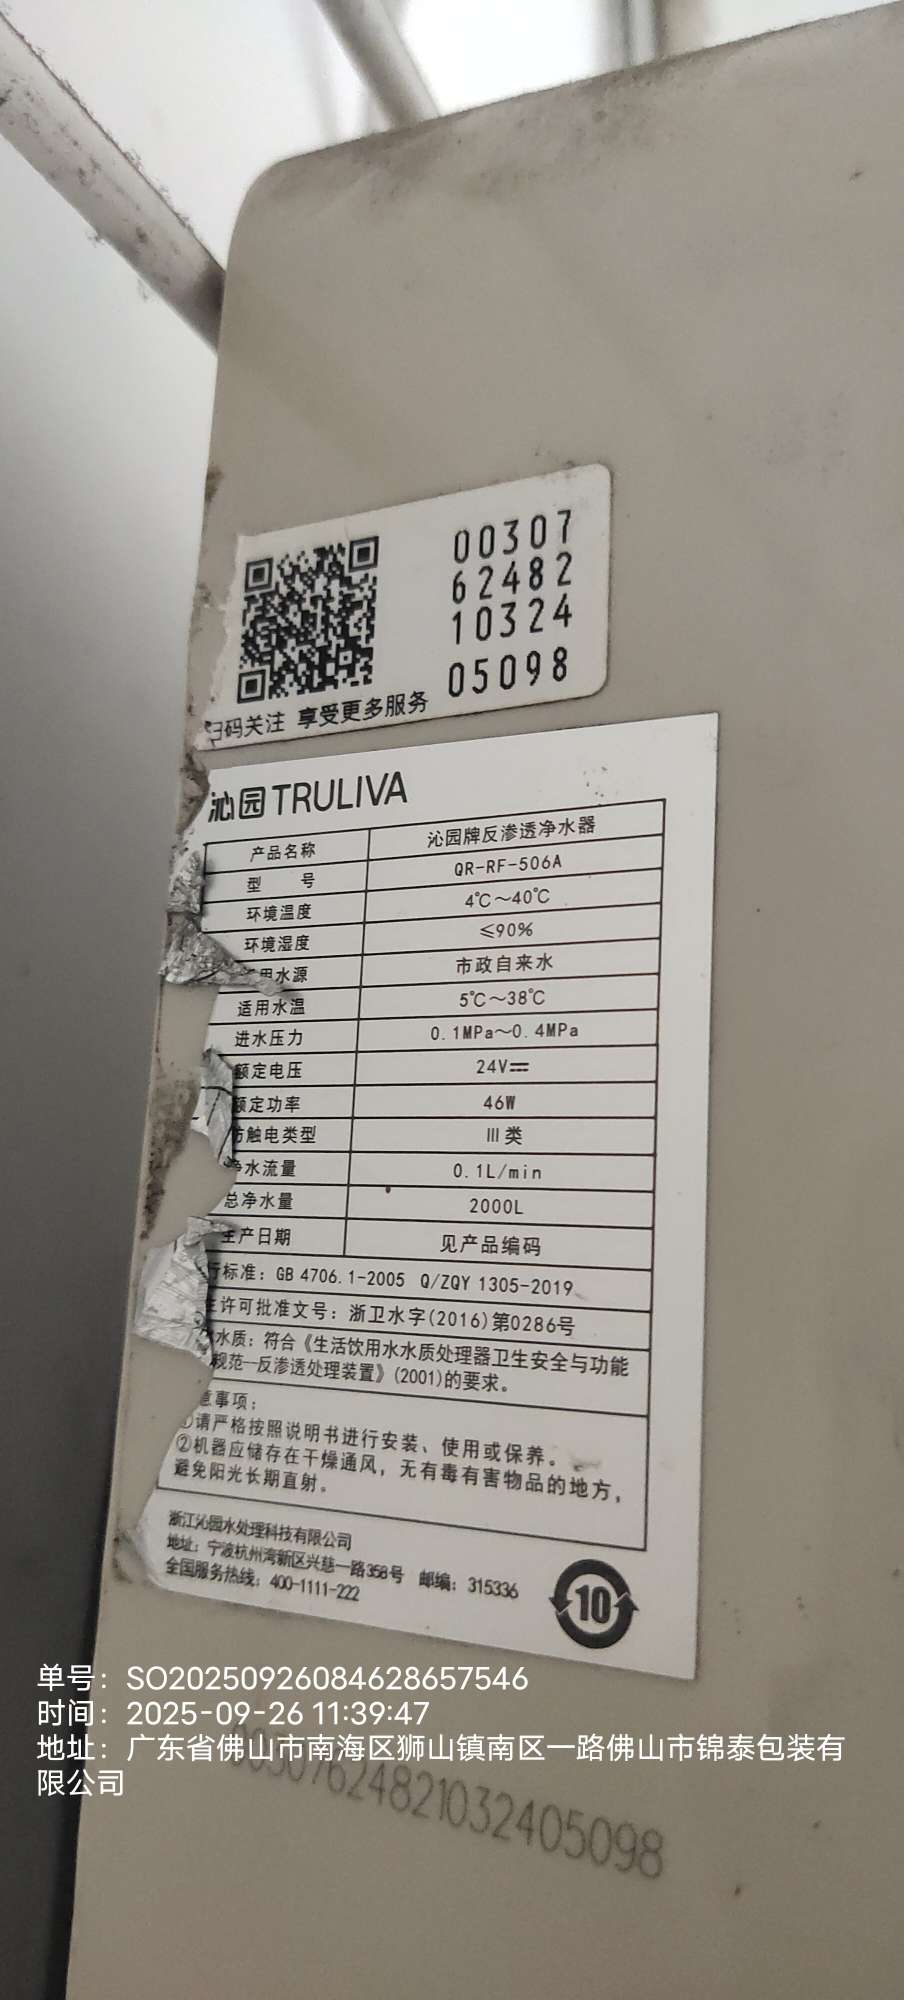 00307
62482
10324
05098
扫码关注 享受更多服务
沁园 TRULIVA
产品名称 沁园牌反渗透净水器
型 号 QR-RF-506A
环境温度 4℃~40℃
环境湿度 ≤90%
用水源 市政自来水
适用水温 5℃~38℃
进水压力 0.1MPa~0.4MPa
额定电压 24V⎓
额定功率 46W
防触电类型 III 类
净水流量 0.1L/min
总净水量 2000L
生产日期 见产品编码
行标准：GB 4706.1-2005 Q/ZQY 1305-2019
许可批准文号：浙卫水字(2016)第0286号
水质：符合《生活饮用水水质处理器卫生安全与功能
规范—反渗透处理装置》(2001)的要求。
意事项：
①请严格按照说明书进行安装、使用或保养。
②机器应储存在干燥通风，无有毒有害物品的地方，
避免阳光长期直射。
浙江沁园水处理科技有限公司
地址：宁波杭州湾新区兴慈一路358号 邮编：315336
全国服务热线：400-1111-222
10
单号：SO20250926084628657546
时间：2025-09-26 11:39:47
地址：广东省佛山市南海区狮山镇南区一路佛山市锦泰包装有
限公司
00307624821032405098